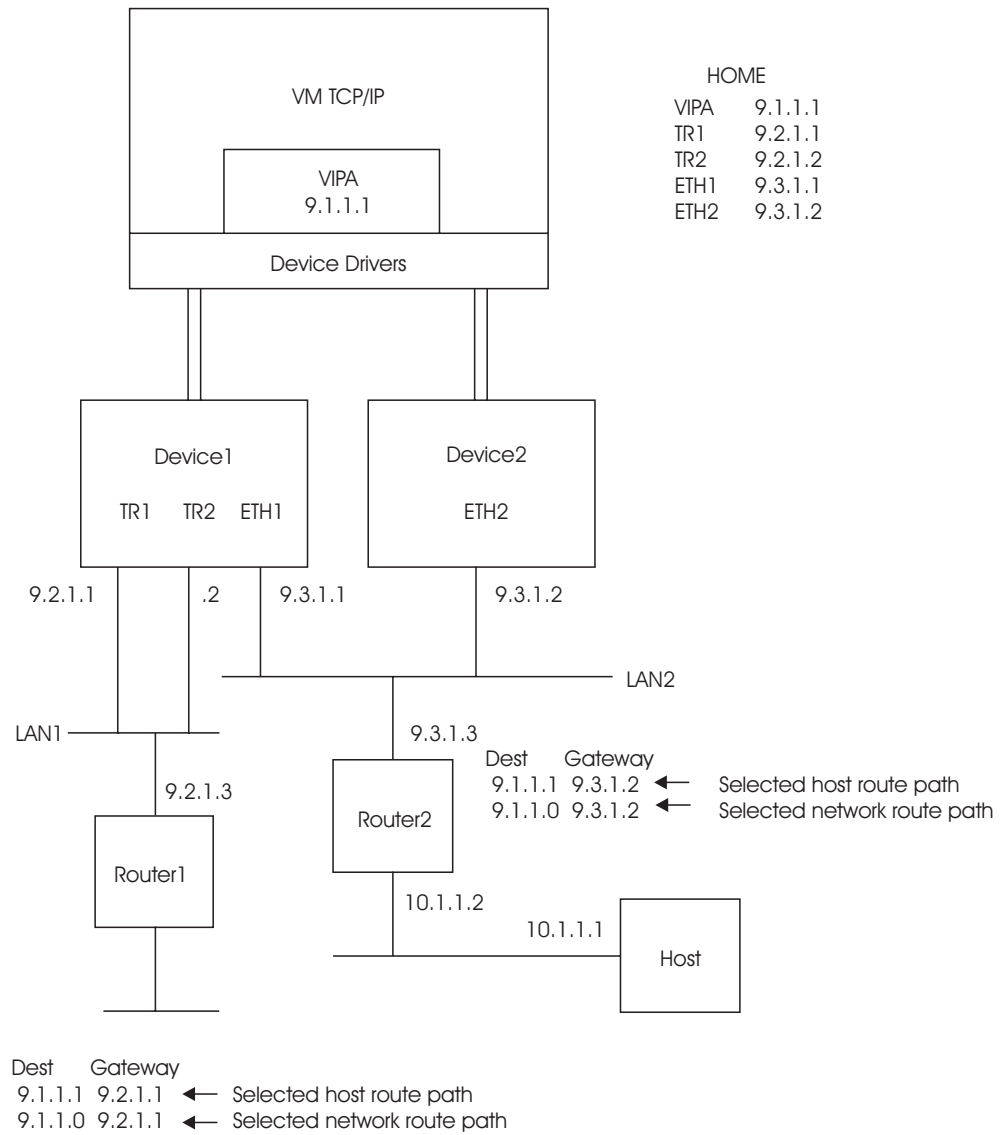 VM TCP/IP
VIPA
9.1.1.1
Device Drivers
HOME
VIPA 9.1.1.1
TR1 9.2.1.1
TR2 9.2.1.2
ETH1 9.3.1.1
ETH2 9.3.1.2
Device1
TR1 TR2 ETH1
Device2
ETH2
9.2.1.1 .2 9.3.1.1 9.3.1.2
LAN2
LAN1
9.3.1.3
Dest Gateway
9.1.1.1 9.3.1.2 Selected host route path
9.1.1.0 9.3.1.2 Selected network route path
9.2.1.3
Router2
Router1
10.1.1.2
10.1.1.1
Host
Dest Gateway
9.1.1.1 9.2.1.1 Selected host route path
9.1.1.0 9.2.1.1 Selected network route path